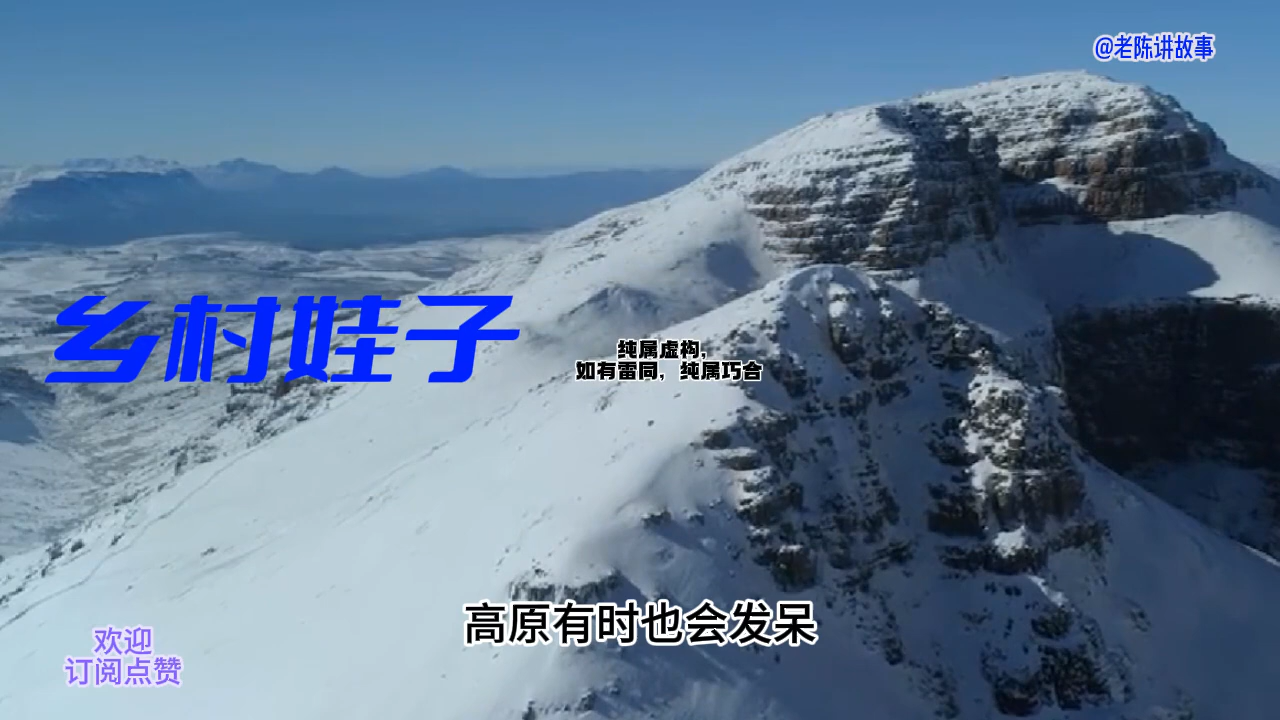 @老陈讲故事
乡村娃子
纯属虚构，
如有雷同，纯属巧合
高原有时也会发呆
欢迎
订阅点赞